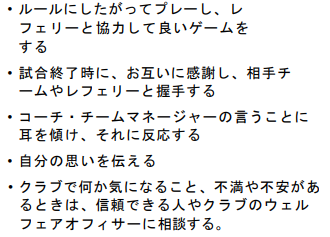 ・ルールにしたがってプレーし、レ
フェリーと協力して良いゲームを
する
・試合終了時に、お互いに感謝し、相手チ
ームやレフェリーと握手する
・コーチ・チームマネージャーの言うことに
耳を傾け、それに反応する
・自分の思いを伝える
・クラブで何か気になること、不満や不安があ
るときは、信頼できる人やクラブのウェル
フェアオフィサーに相談する。